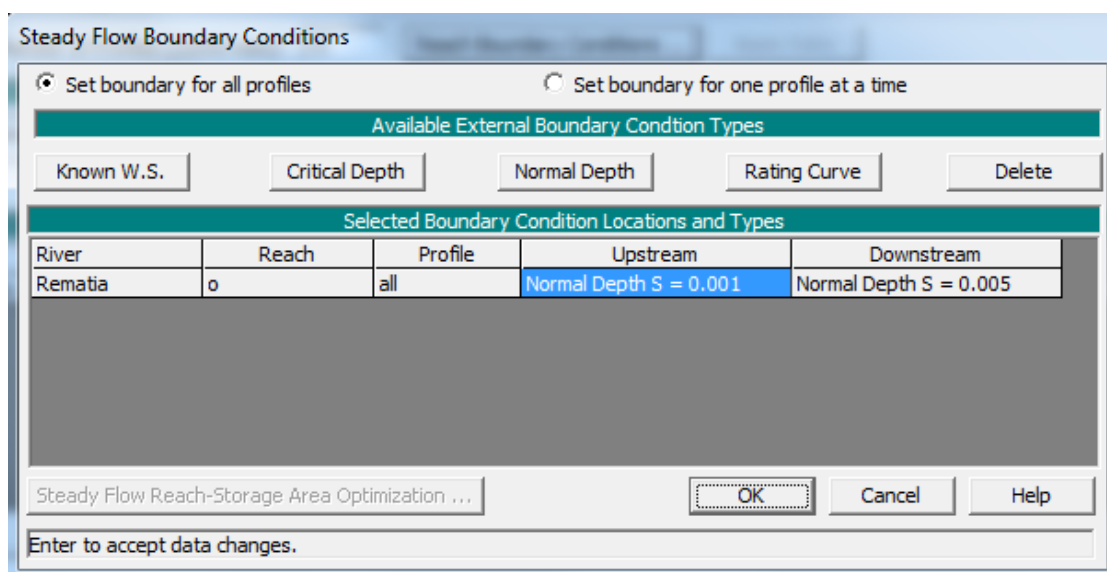 Steady Flow Boundary Conditions
Set boundary for all profiles Set boundary for one profile at a time
Available External Boundary Condtion Types
Known W.S. Critical Depth Normal Depth Rating Curve Delete
Selected Boundary Condition Locations and Types
River Reach Profile Upstream Downstream
Rematia o all Normal Depth S = 0.001 Normal Depth S = 0.005
Steady Flow Reach-Storage Area Optimization ... OK Cancel Help
Enter to accept data changes.